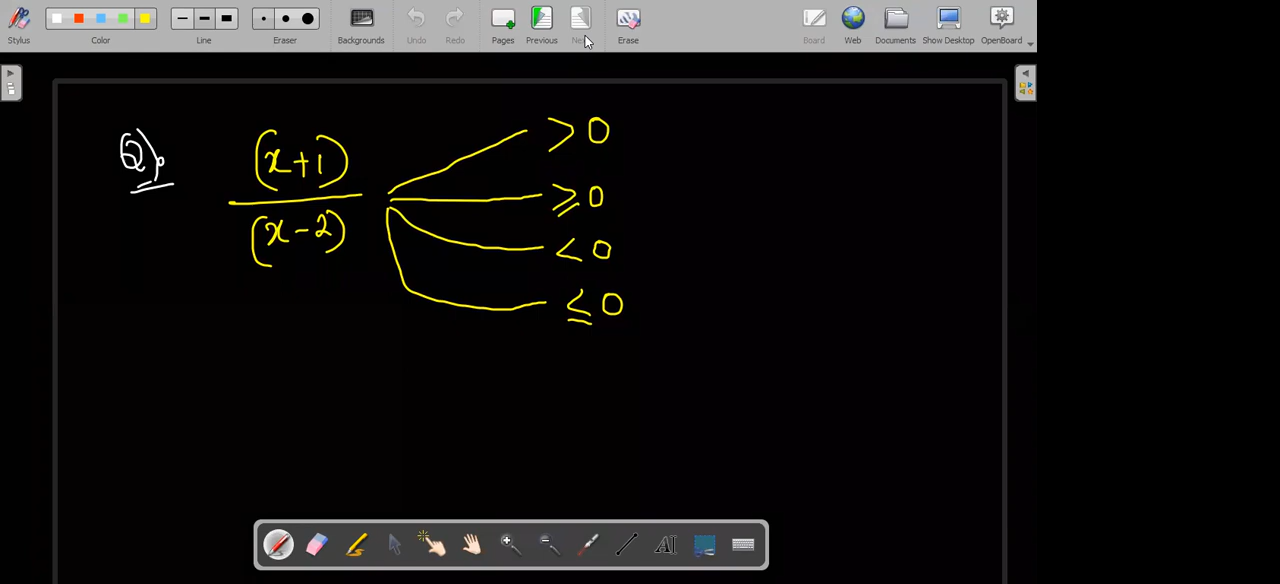 Stylus
Color
Line
Eraser
Backgrounds
Undo
Redo
Pages
Previous
Erase
Board
Web
Documents
Show Desktop
OpenBoard
Q).
(x+1)
(x-2)
>0
≥0
<0
≤0
AI